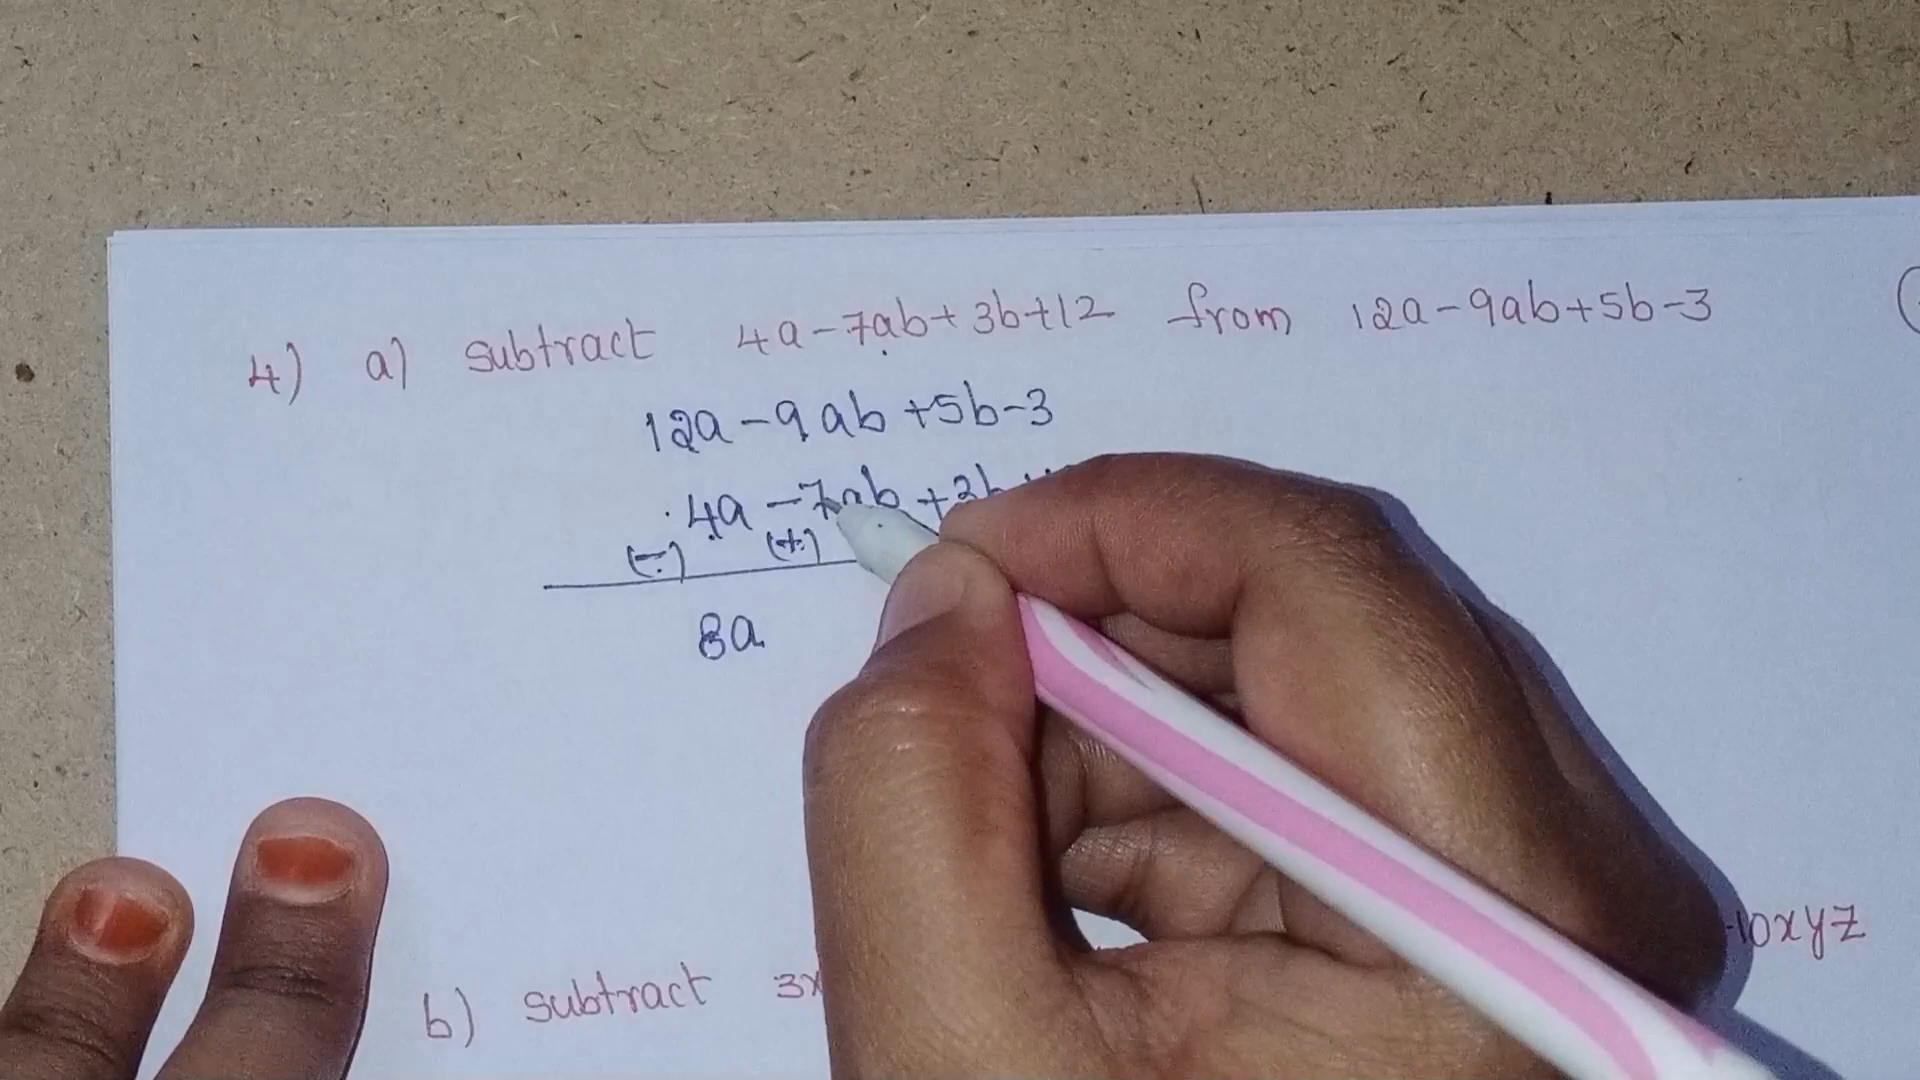 4) a) subtract 4a-7ab+3b+12 from 12a-9ab+5b-3
12a-9ab+5b-3
4a-7ab+3b
(-) (+)
8a
b) subtract 3x -10xyz